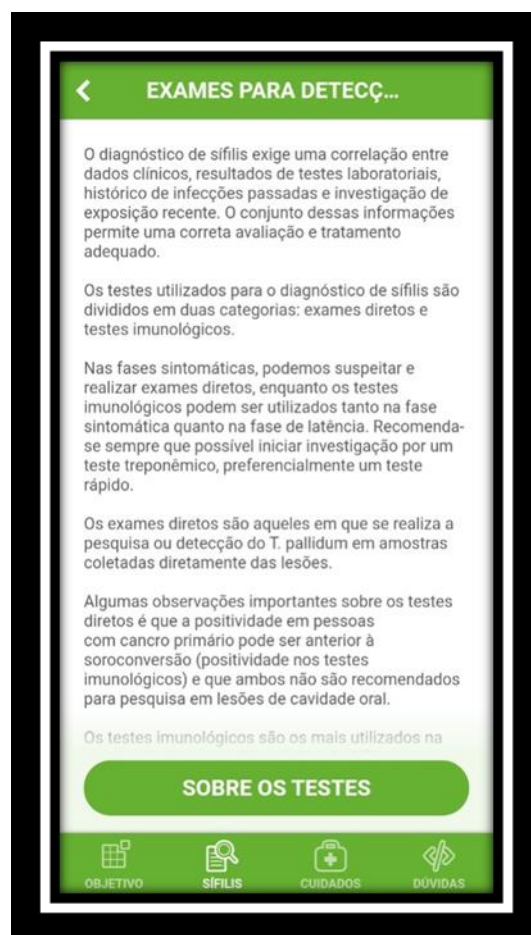 EXAMES PARA DETECÇ...
O diagnóstico de sífilis exige uma correlação entre
dados clínicos, resultados de testes laboratoriais,
histórico de infecções passadas e investigação de
exposição recente. O conjunto dessas informações
permite uma correta avaliação e tratamento
adequado.
Os testes utilizados para o diagnóstico de sífilis são
divididos em duas categorias: exames diretos e
testes imunológicos.
Nas fases sintomáticas, podemos suspeitar e
realizar exames diretos, enquanto os testes
imunológicos podem ser utilizados tanto na fase
sintomática quanto na fase de latência. Recomenda-
se sempre que possível iniciar investigação por um
teste treponêmico, preferencialmente um teste
rápido.
Os exames diretos são aqueles em que se realiza a
pesquisa ou detecção do T. pallidum em amostras
coletadas diretamente das lesões.
Algumas observações importantes sobre os testes
diretos é que a positividade em pessoas
com cancro primário pode ser anterior à
soroconversão (positividade nos testes
imunológicos) e que ambos não são recomendados
para pesquisa em lesões de cavidade oral.
Os testes imunológicos são os mais utilizados na
SOBRE OS TESTES
OBJETIVO SÍFILIS CUIDADOS DÚVIDAS